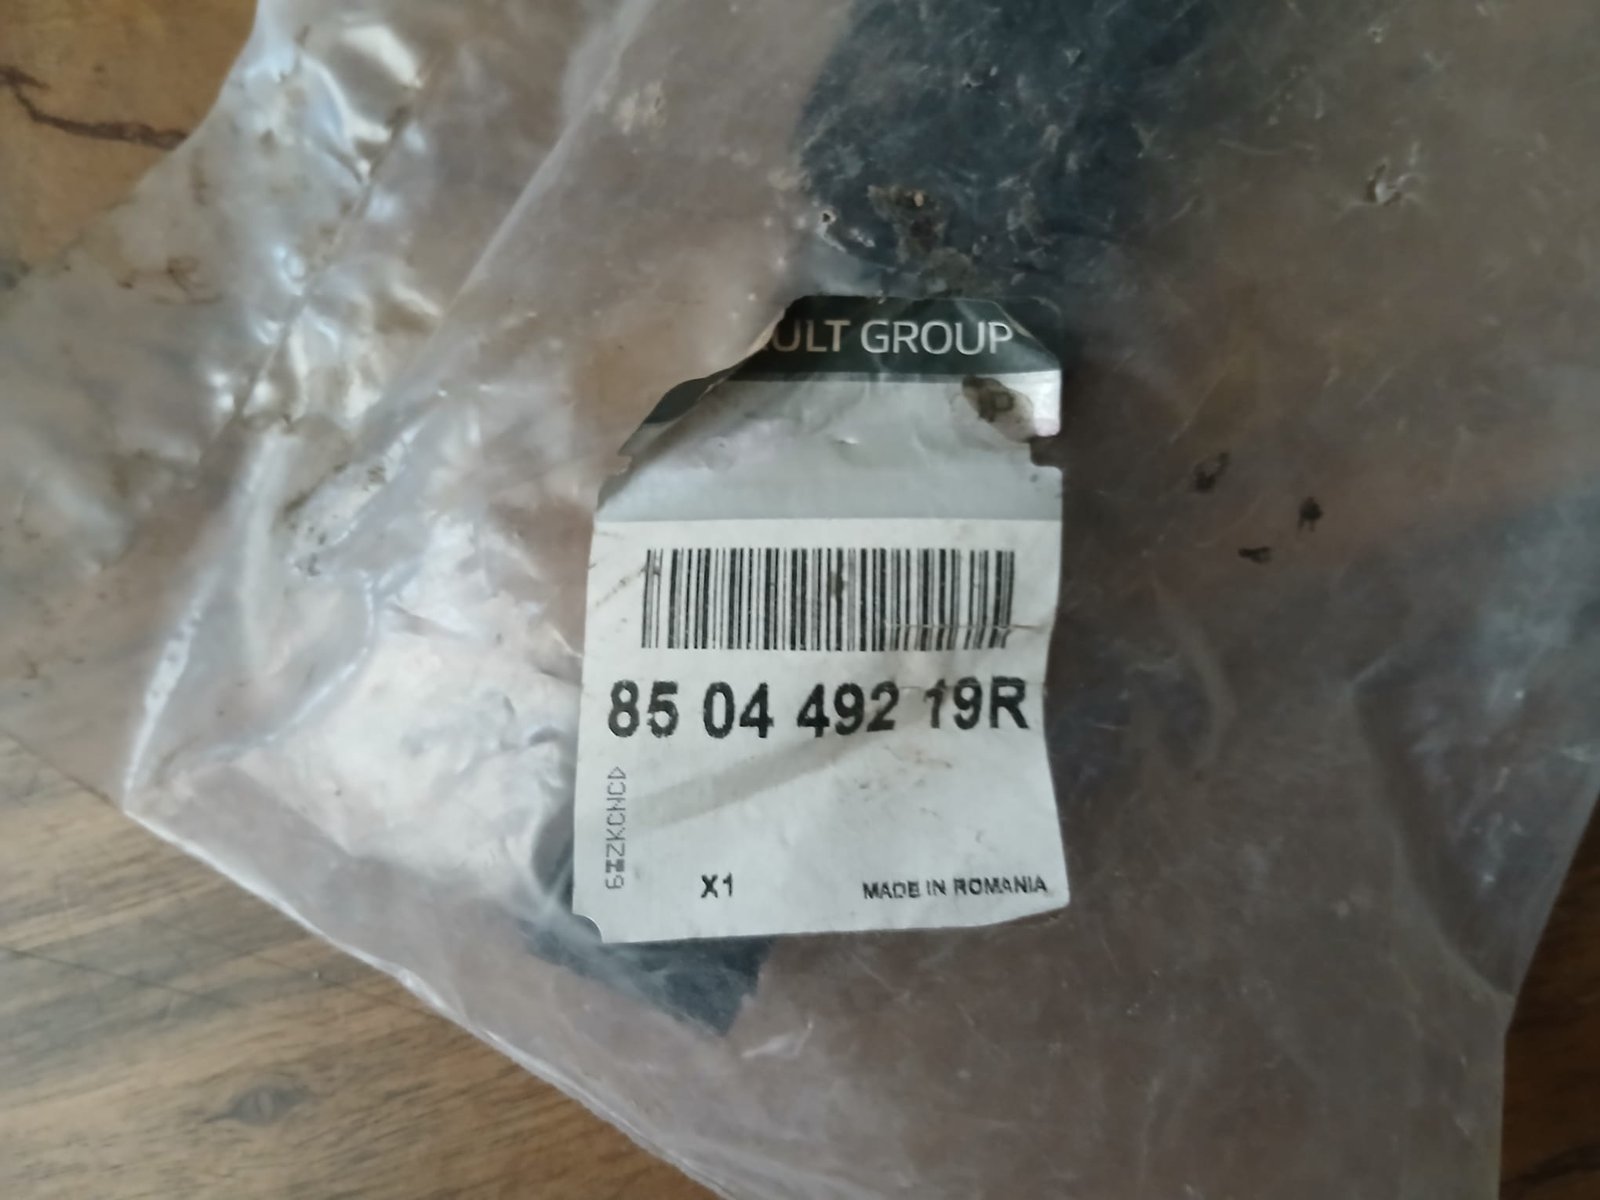 ULT GROUP
85 04 492 19R
X1
MADE IN ROMANIA